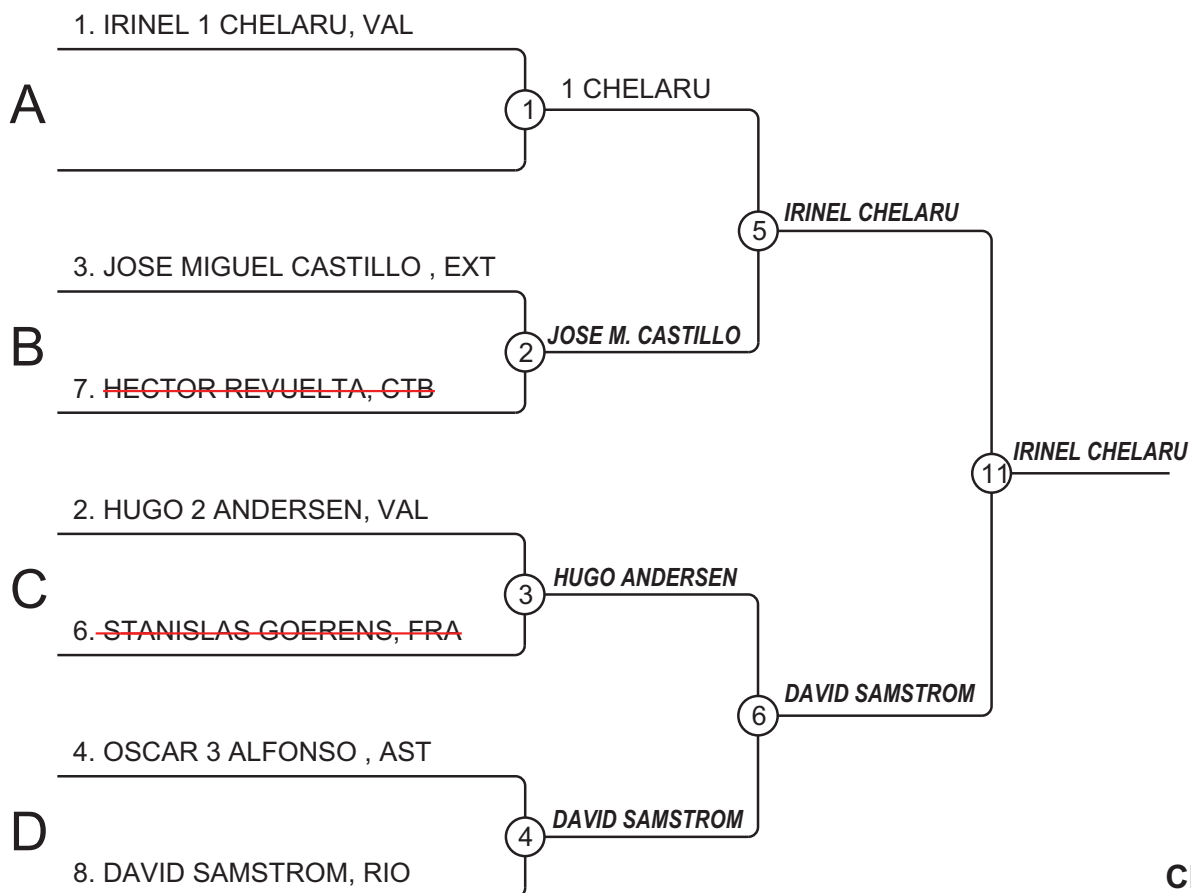 1. IRINEL 1 CHELARU, VAL
1 CHELARU
A
1
IRINEL CHELARU
5
3. JOSE MIGUEL CASTILLO , EXT
JOSE M. CASTILLO
B
2
7. HECTOR REVUELTA, CTB
IRINEL CHELARU
11
2. HUGO 2 ANDERSEN, VAL
HUGO ANDERSEN
C
3
6. STANISLAS GOERENS, FRA
DAVID SAMSTROM
6
4. OSCAR 3 ALFONSO , AST
DAVID SAMSTROM
D
4
8. DAVID SAMSTROM, RIO